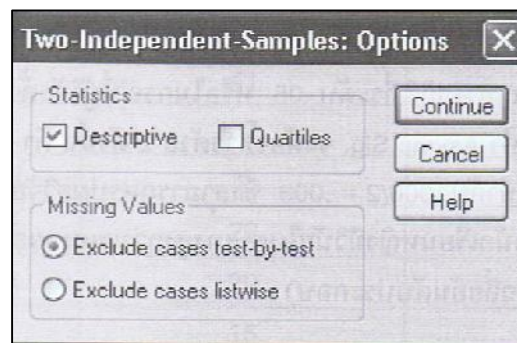 Two-Independent-Samples: Options
Statistics
Descriptive Quartiles
Continue
Cancel
Missing Values
Help
Exclude cases test-by-test
Exclude cases listwise